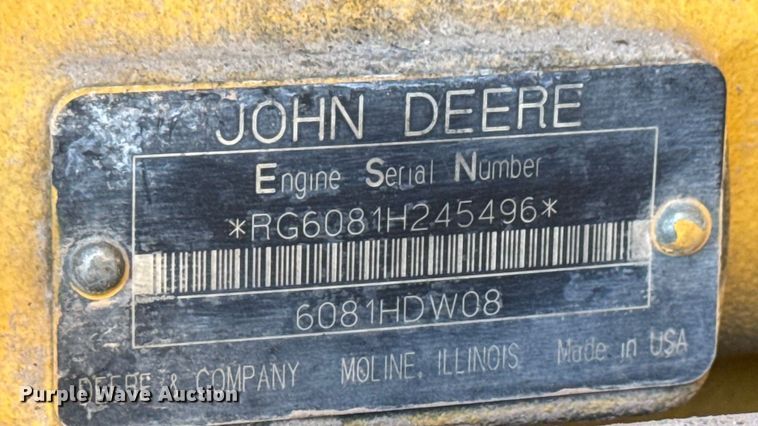 JOHN DEERE
Engine Serial Number
*RG6081H245496*
6081HDW08
DEERE & COMPANY MOLINE, ILLINOIS Made in USA
Purple Wave Auction